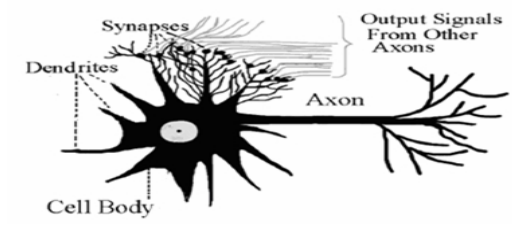 Synapses
Output Signals
From Other
Axons
Dendrites
Axon
Cell Body